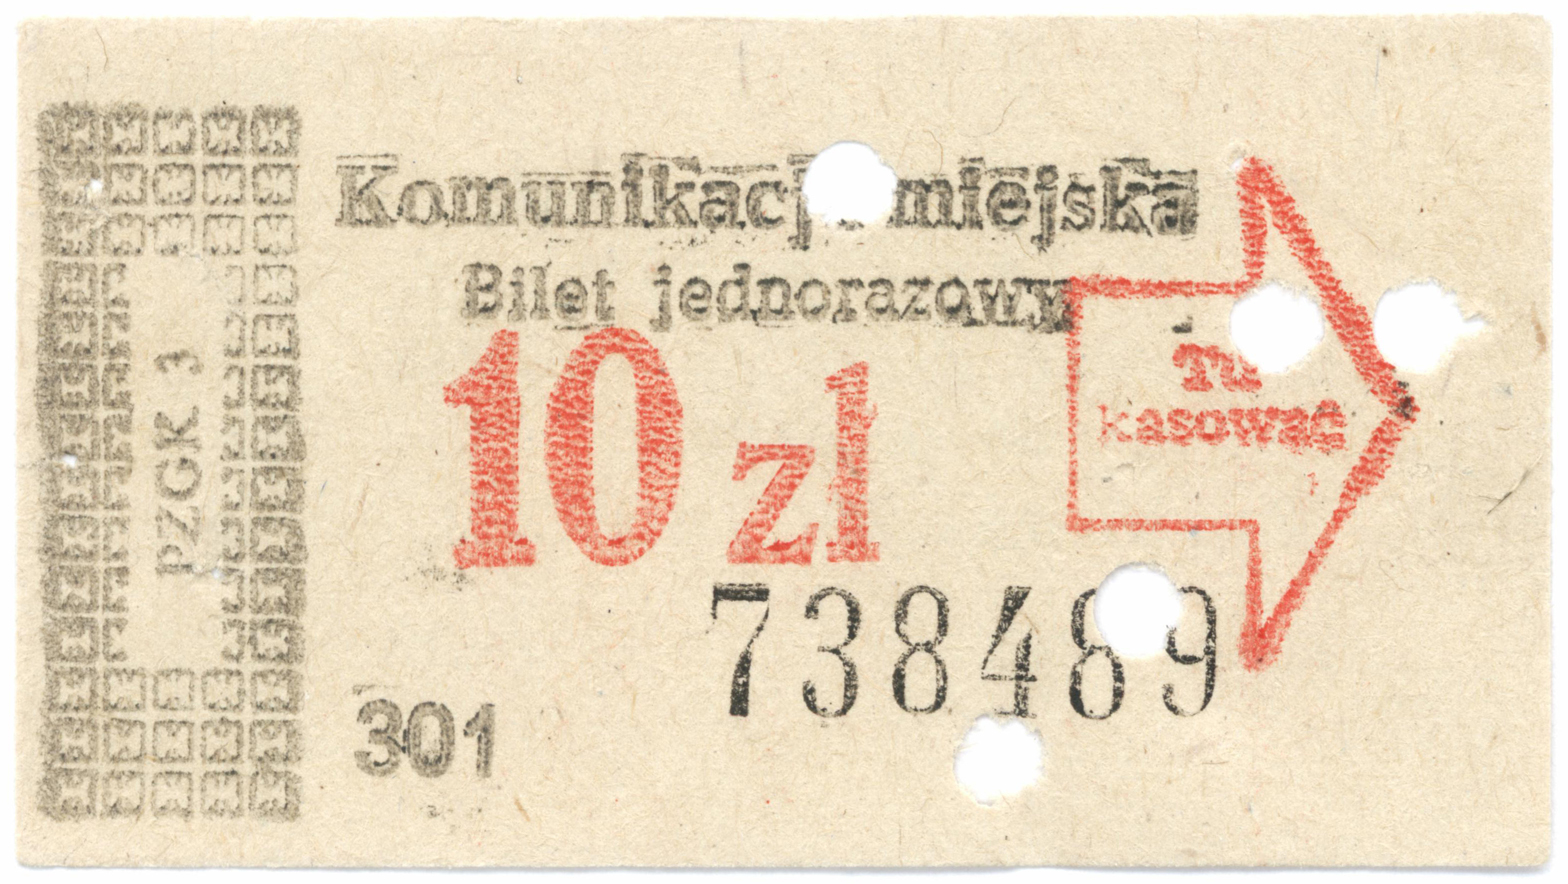 PZGK 3
Komunikacja miejska
Bilet jednorazowy
10 zł
Tu
kasować
738489
301